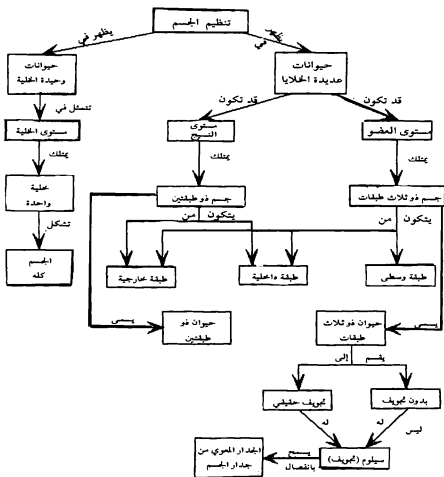 تنظيم الجسم
يظهر في
يظهر
في
حيوانات
وحيدة الخلية
حيوانات
عديدة الخلايا
تتمثل في
قد تكون
قد تكون
مستوى الخلية
مستوى
النسيج
مستوى العضو
يمتلك
يمتلك
يمتلك
خلية
واحدة
جسم ذو طبقتين
جسم ذو ثلاث طبقات
تشكل
يتكون
من
يتكون
من
الجسم
كله
طبقة خارجية
طبقة داخلية
طبقة وسطى
يسمى
يسمى
حيوان ذو
طبقتين
حيوان ذو ثلاث
طبقات
يقسم
إلى
تجويف حقيقي
بدون تجويف
له
له
ليس
سيلوم (تجويف)
يسمح
بانفصال
الجدار المعوي من
جدار الجسم